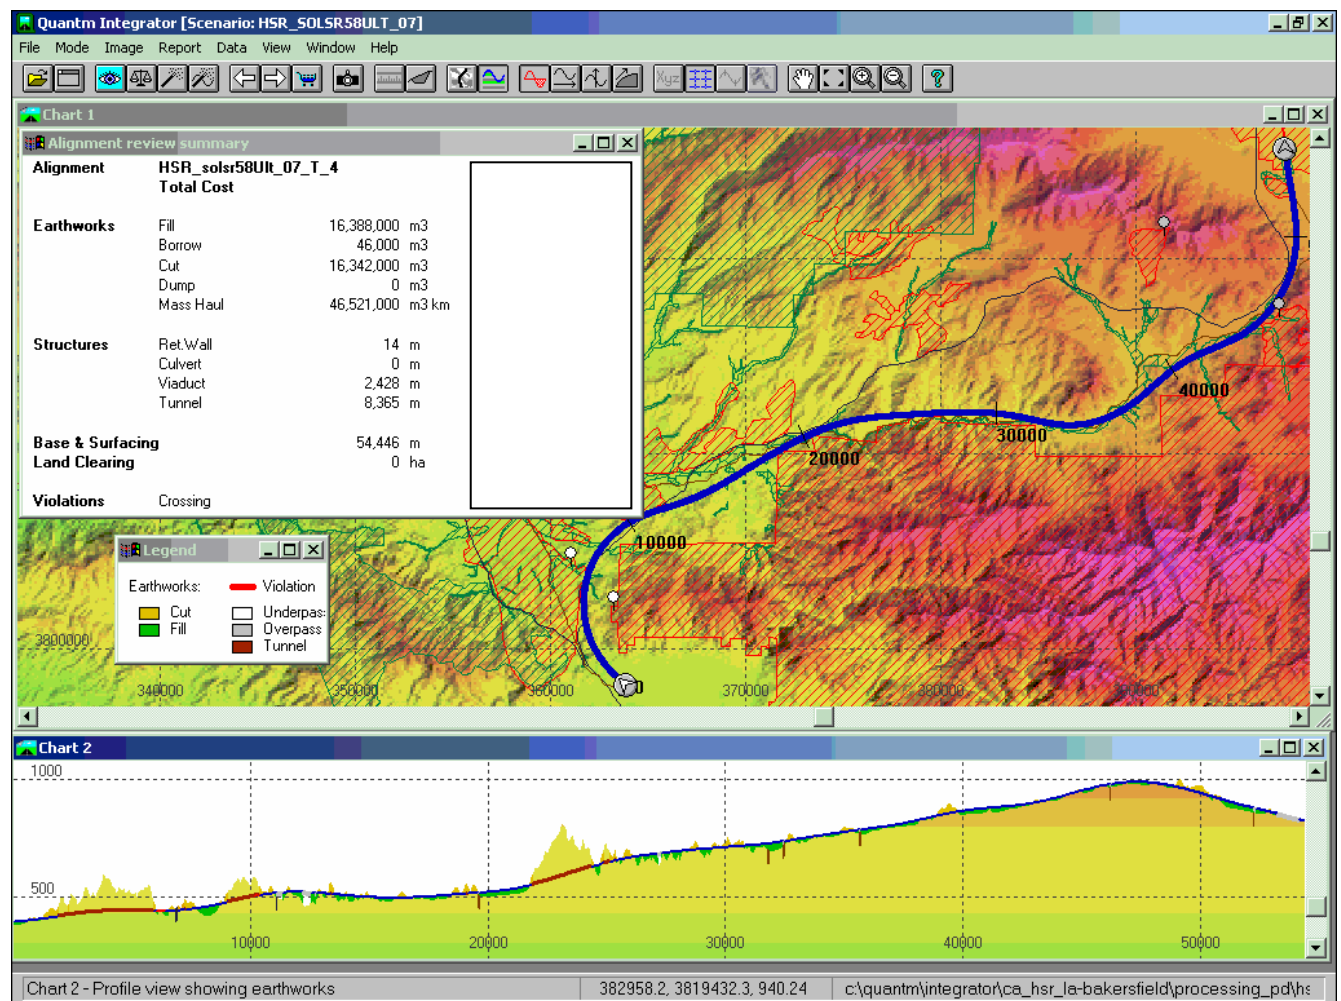 Quantm Integrator [Scenario: HSR_SOLSR58ULT_07]
File Mode Image Report Data View Window Help
Xyz
?
Chart 1
Alignment review summary
Alignment HSR_solsr58Ult_07_T_4
Total Cost
Earthworks Fill 16,388,000 m3
Borrow 46,000 m3
Cut 16,342,000 m3
Dump 0 m3
Mass Haul 46,521,000 m3 km
Structures Ret.Wall 14 m
Culvert 0 m
Viaduct 2,428 m
Tunnel 8,365 m
Base & Surfacing 54,446 m
Land Clearing 0 ha
Violations Crossing
40000
30000
20000
10000
0
Legend
Earthworks: Violation
Cut Underpas
Fill Overpass
Tunnel
3800000
340000 350000 360000 370000 380000
Chart 2
1000
500
10000 20000 30000 40000 50000
Chart 2 - Profile view showing earthworks 382958.2, 3819432.3, 940.24 c:\quantm\integrator\ca_hsr_la-bakersfield\processing_pd\hs